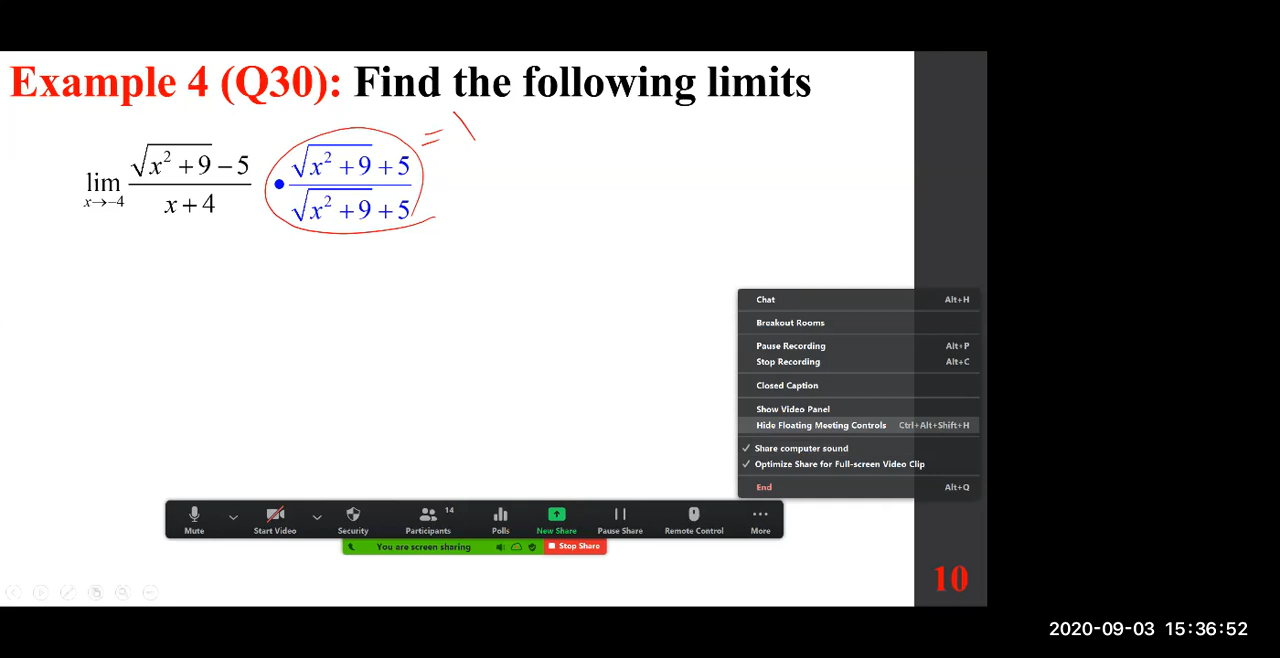 Example 4 (Q30): Find the following limits
lim x→-4 (√(x² + 9) - 5)/(x + 4) • (√(x² + 9) + 5)/(√(x² + 9) + 5) = \
Chat Alt+H
Breakout Rooms
Pause Recording Alt+P
Stop Recording Alt+C
Closed Caption
Show Video Panel
Hide Floating Meeting Controls Ctrl+Alt+Shift+H
✓ Share computer sound
✓ Optimize Share for Full-screen Video Clip
End Alt+Q
14
Mute Start Video Security Participants Polls New Share Pause Share Remote Control More
You are screen sharing Stop Share
10
2020-09-03 15:36:52